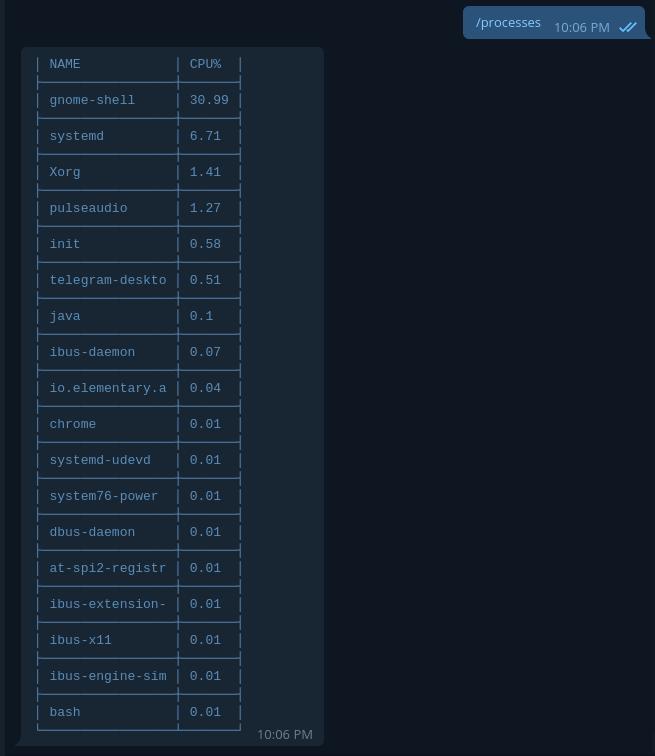 /processes 10:06 PM
NAME CPU%
gnome-shell 30.99
systemd 6.71
Xorg 1.41
pulseaudio 1.27
init 0.58
telegram-deskto 0.51
java 0.1
ibus-daemon 0.07
io.elementary.a 0.04
chrome 0.01
systemd-udevd 0.01
system76-power 0.01
dbus-daemon 0.01
at-spi2-registr 0.01
ibus-extension- 0.01
ibus-x11 0.01
ibus-engine-sim 0.01
bash 0.01
10:06 PM